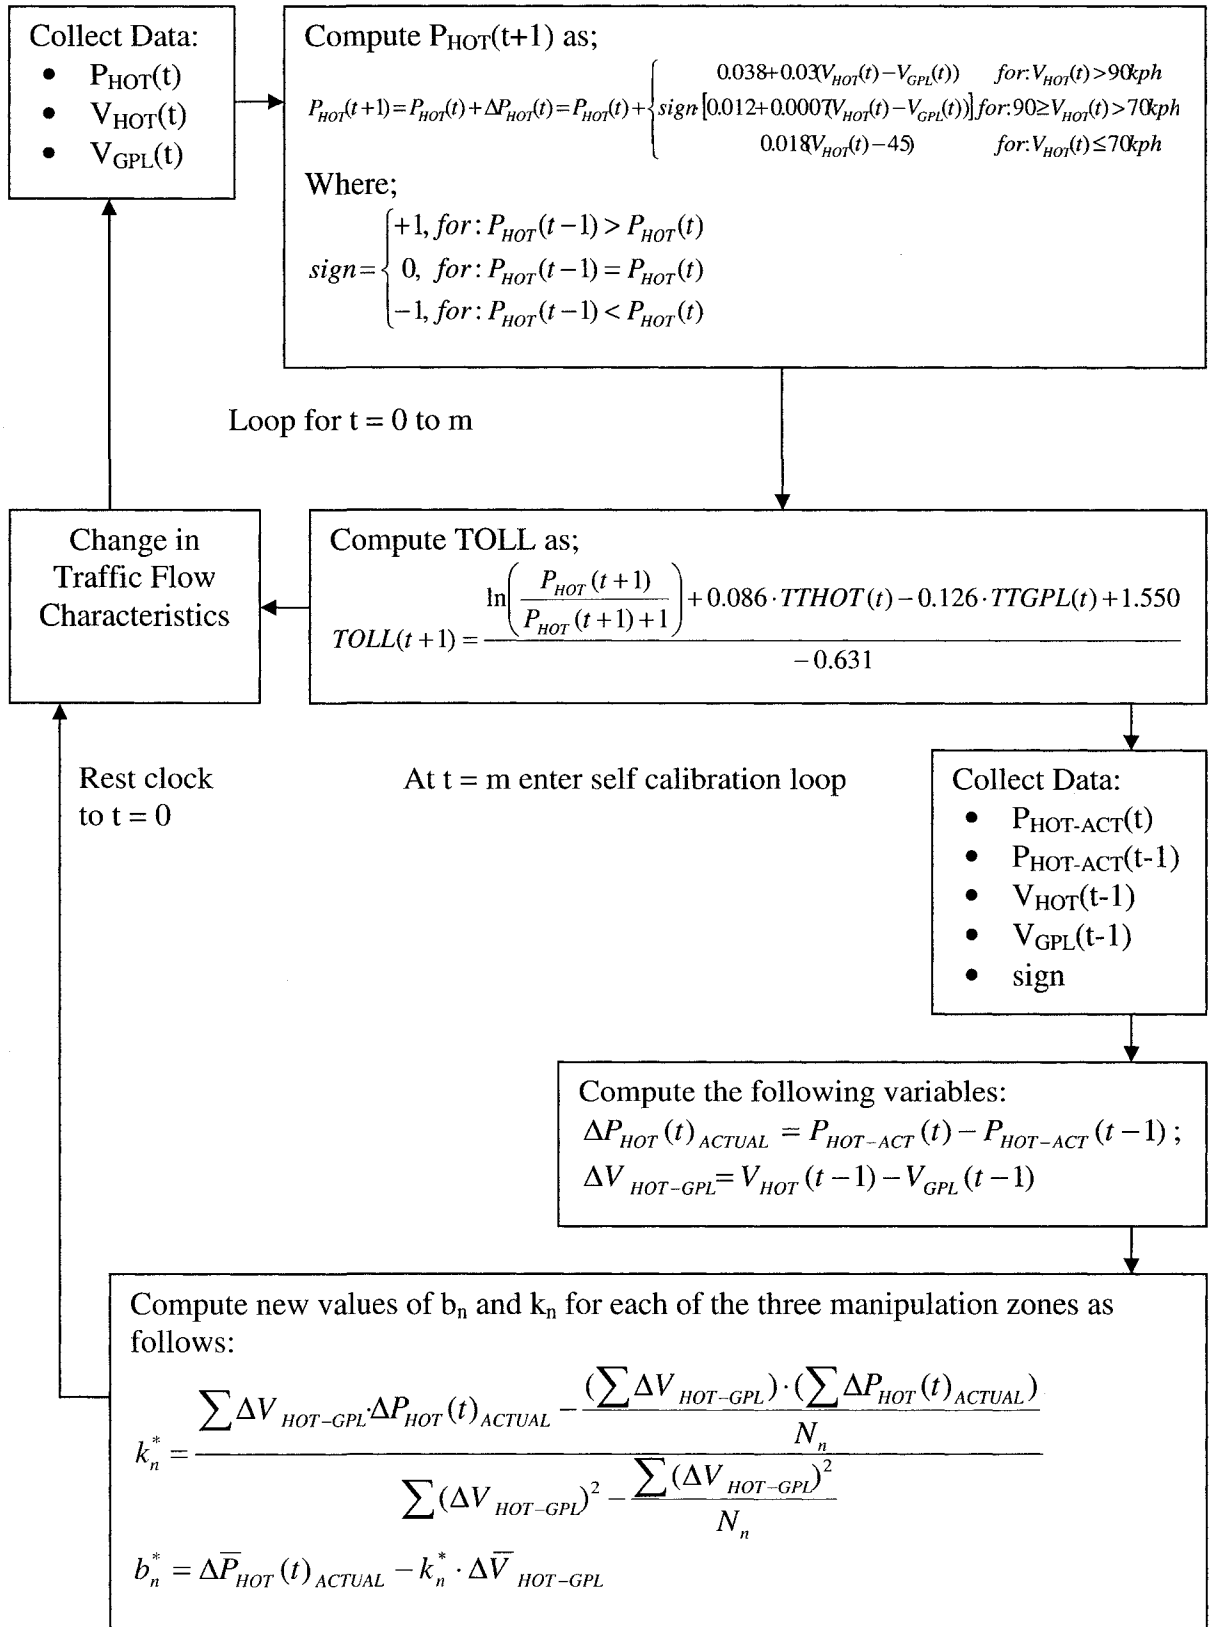 Collect Data:
• P_HOT(t)
• V_HOT(t)
• V_GPL(t)
Compute P_HOT(t+1) as;
P_HOT(t+1) = P_HOT(t) + ΔP_HOT(t) = P_HOT(t) + {
0.038+0.03(V_HOT(t)−V_GPL(t)) for: V_HOT(t) > 90kph
sign·[0.012+0.0007(V_HOT(t)−V_GPL(t))] for: 90 ≥ V_HOT(t) > 70kph
0.018(V_HOT(t)−45) for: V_HOT(t) ≤ 70kph
Where;
sign = {
+1, for: P_HOT(t−1) > P_HOT(t)
0, for: P_HOT(t−1) = P_HOT(t)
−1, for: P_HOT(t−1) < P_HOT(t)
Loop for t = 0 to m
Change in
Traffic Flow
Characteristics
Compute TOLL as;
TOLL(t+1) = (ln(P_HOT(t+1) / (P_HOT(t+1)+1)) + 0.086·TTHOT(t) − 0.126·TTGPL(t) + 1.550) / −0.631
Rest clock
to t = 0
At t = m enter self calibration loop
Collect Data:
• P_HOT-ACT(t)
• P_HOT-ACT(t-1)
• V_HOT(t-1)
• V_GPL(t-1)
• sign
Compute the following variables:
ΔP_HOT(t)_ACTUAL = P_HOT−ACT(t) − P_HOT−ACT(t−1);
ΔV_HOT−GPL = V_HOT(t−1) − V_GPL(t−1)
Compute new values of b_n and k_n for each of the three manipulation zones as
follows:
k_n^* = (∑ΔV_HOT−GPL·ΔP_HOT(t)_ACTUAL − (∑ΔV_HOT−GPL)·(∑ΔP_HOT(t)_ACTUAL) / N_n) / (∑(ΔV_HOT−GPL)^2 − ∑(ΔV_HOT−GPL)^2 / N_n)
b_n^* = ΔP̅_HOT(t)_ACTUAL − k_n^* · ΔV̅_HOT−GPL